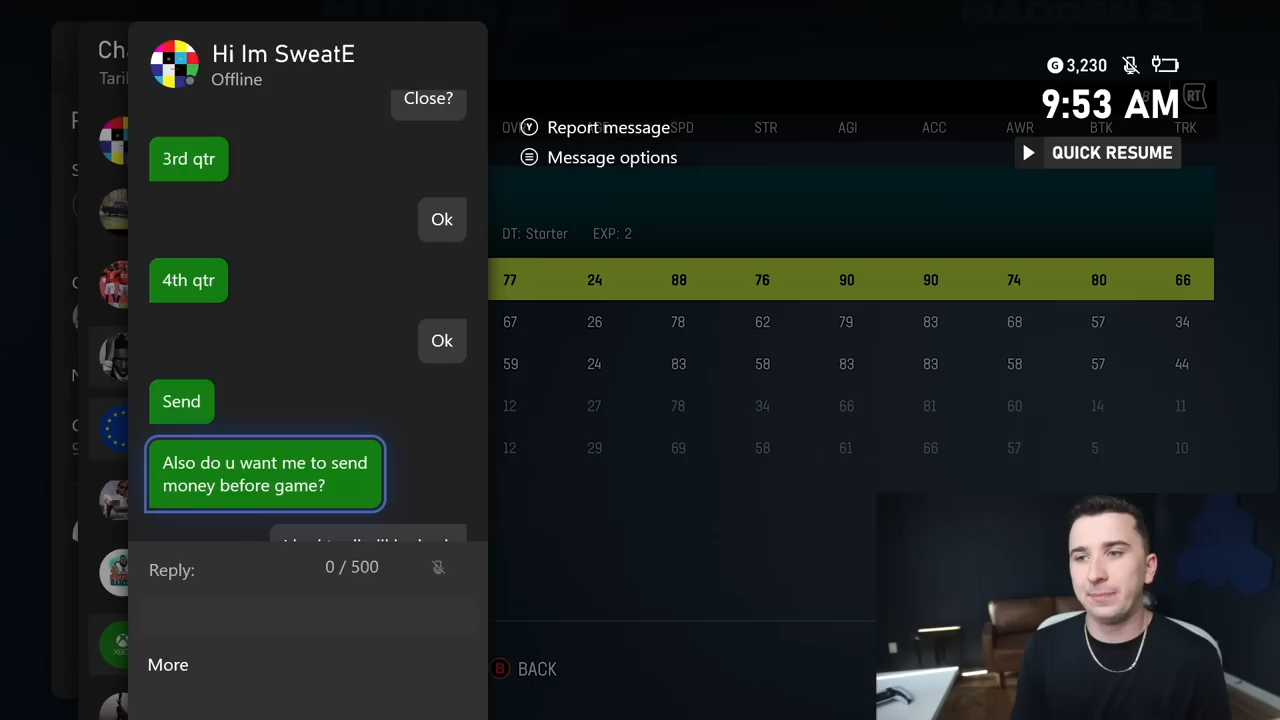 Hi Im SweatE
Offline
Close?
3rd qtr
Ok
4th qtr
Ok
Send
Also do u want me to send
money before game?
Reply:
0 / 500
More
Report message
Message options
G 3,230
9:53 AM
RT
QUICK RESUME
SPD STR AGI ACC AWR BTK TRK
DT: Starter EXP: 2
77 24 88 76 90 90 74 80 66
67 26 78 62 79 83 68 57 34
59 24 83 58 83 83 58 57 44
12 27 78 34 66 81 60 14 11
12 29 69 58 61 66 57 5 10
B BACK